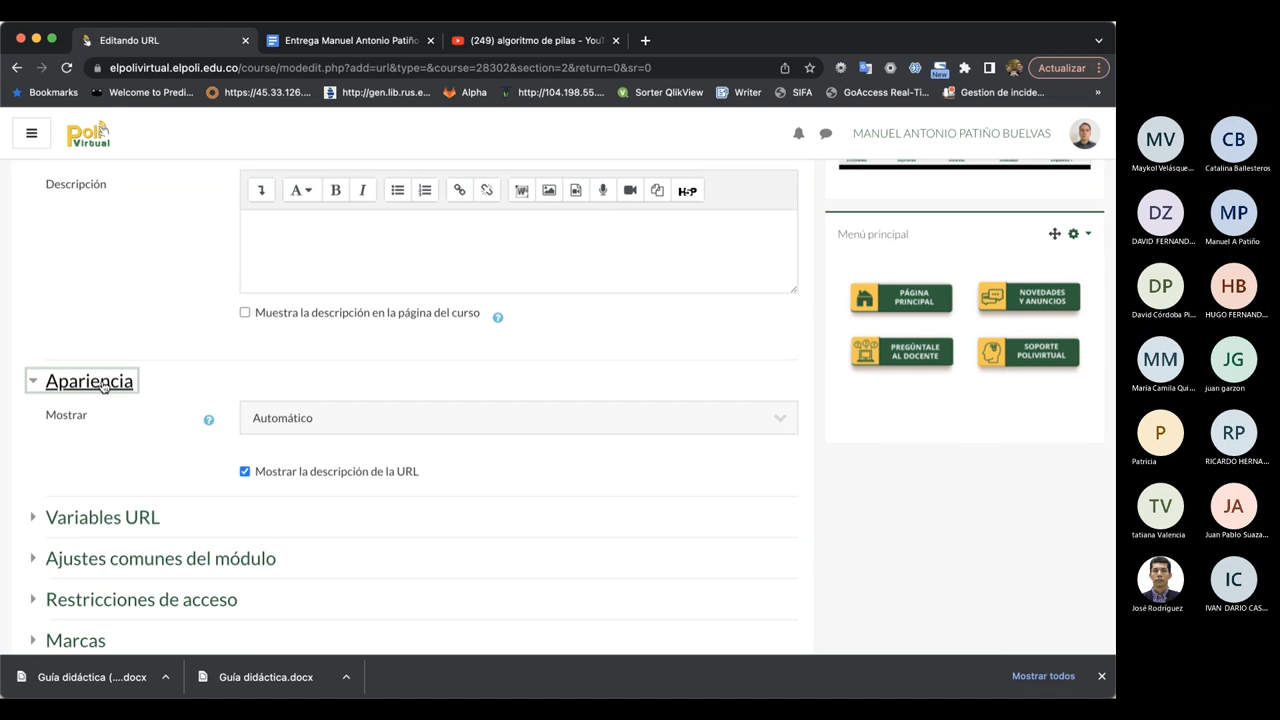 Editando URL
Entrega Manuel Antonio Patiño
(249) algoritmo de pilas - YouT
elpolivirtual.elpoli.edu.co/course/modedit.php?add=url&type=&course=28302&section=2&return=0&sr=0
New
Actualizar
Bookmarks
Welcome to Predi...
https://45.33.126....
http://gen.lib.rus.e...
Alpha
http://104.198.55....
Sorter QlikView
Writer
SIFA
GoAccess Real-Ti...
Gestion de incide...
»
Poli
Virtual
MANUEL ANTONIO PATIÑO BUELVAS
Descripción
A
B
I
H-P
Muestra la descripción en la página del curso
Apariencia
Mostrar
Automático
Mostrar la descripción de la URL
Variables URL
Ajustes comunes del módulo
Restricciones de acceso
Marcas
Menú principal
PÁGINA
PRINCIPAL
NOVEDADES
Y ANUNCIOS
PREGÚNTALE
AL DOCENTE
SOPORTE
POLIVIRTUAL
Guía didáctica (....docx
Guía didáctica.docx
Mostrar todos
MV
Maykol Velásque...
CB
Catalina Ballesteros
DZ
DAVID FERNAND...
MP
Manuel A Patiño
DP
David Córdoba Pi...
HB
HUGO FERNAND...
MM
Maria Camila Qui...
JG
juan garzon
P
Patricia
RP
RICARDO HERNA...
TV
tatiana Valencia
JA
Juan Pablo Suaza...
José Rodríguez
IC
IVAN DARIO CAS...